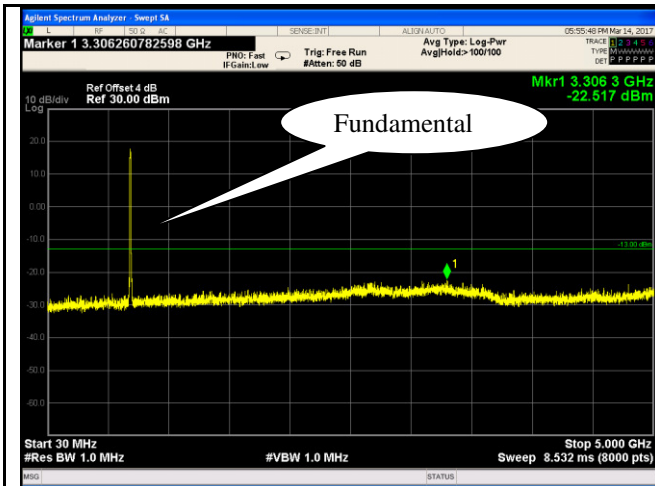 Agilent Spectrum Analyzer - Swept SA
L RF 50 Ω AC SENSE:INT ALIGN AUTO 05:55:48 PM Mar 14, 2017
Marker 1 3.306260782598 GHz
PNO: Fast
IFGain:Low
Trig: Free Run
#Atten: 50 dB
Avg Type: Log-Pwr
Avg|Hold:>100/100
TRACE 1 2 3 4 5 6
TYPE M
DET P P P P P P
Ref Offset 4 dB
10 dB/div Ref 30.00 dBm
Log
Mkr1 3.306 3 GHz
-22.517 dBm
Fundamental
20.0
10.0
0.00
-10.0
-13.00 dBm
1
-20.0
-30.0
-40.0
-50.0
-60.0
Start 30 MHz Stop 5.000 GHz
#Res BW 1.0 MHz #VBW 1.0 MHz Sweep 8.532 ms (8000 pts)
MSG STATUS